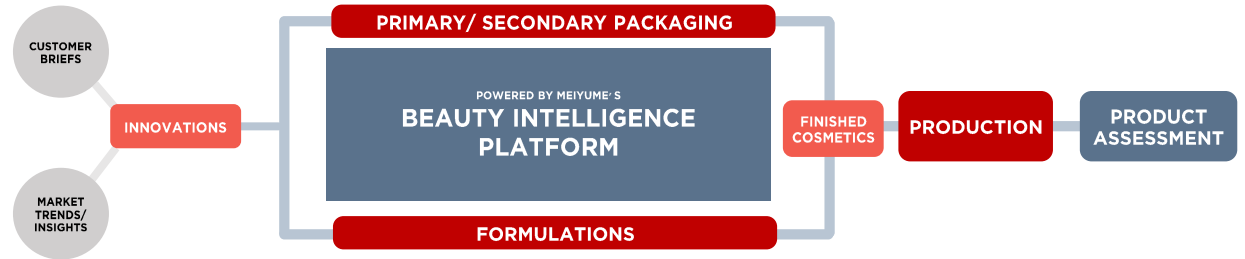 CUSTOMER
BRIEFS
MARKET
TRENDS/
INSIGHTS
INNOVATIONS
PRIMARY/ SECONDARY PACKAGING
POWERED BY MEIYUME'S
BEAUTY INTELLIGENCE
PLATFORM
FORMULATIONS
FINISHED
COSMETICS
PRODUCTION
PRODUCT
ASSESSMENT